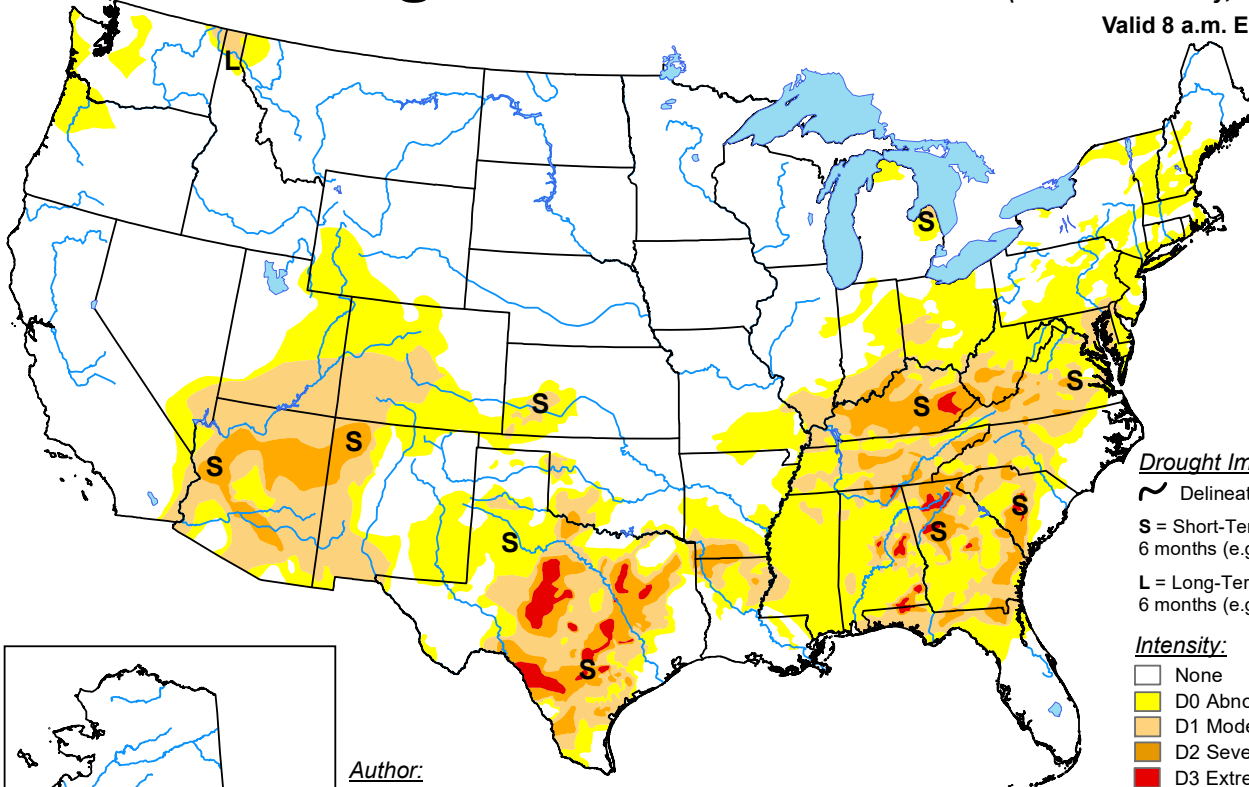 Valid 8 a.m. E
L
S
S
S
S
S
S
S
S
S
S
Drought Im
Delineat
S = Short-Ter
6 months (e.g
L = Long-Ter
6 months (e.g
Intensity:
None
D0 Abno
D1 Mode
D2 Seve
D3 Extre
Author: